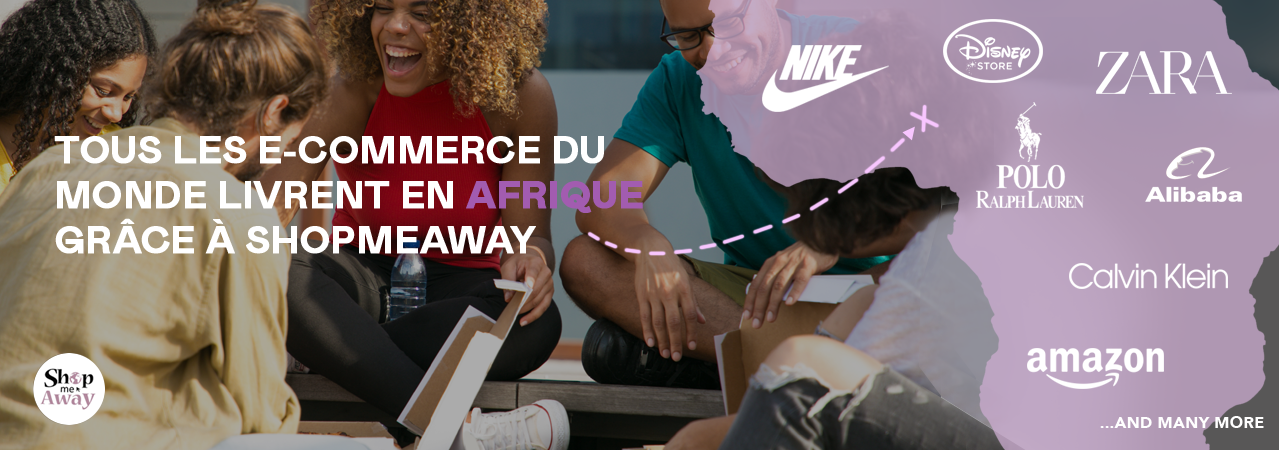 TOUS LES E-COMMERCE DU
MONDE LIVRENT EN AFRIQUE
GRÂCE À SHOPMEAWAY
NIKE
Disney
STORE
ZARA
POLO
RALPH LAUREN
Alibaba
Calvin Klein
amazon
...AND MANY MORE
Shop
me
Away